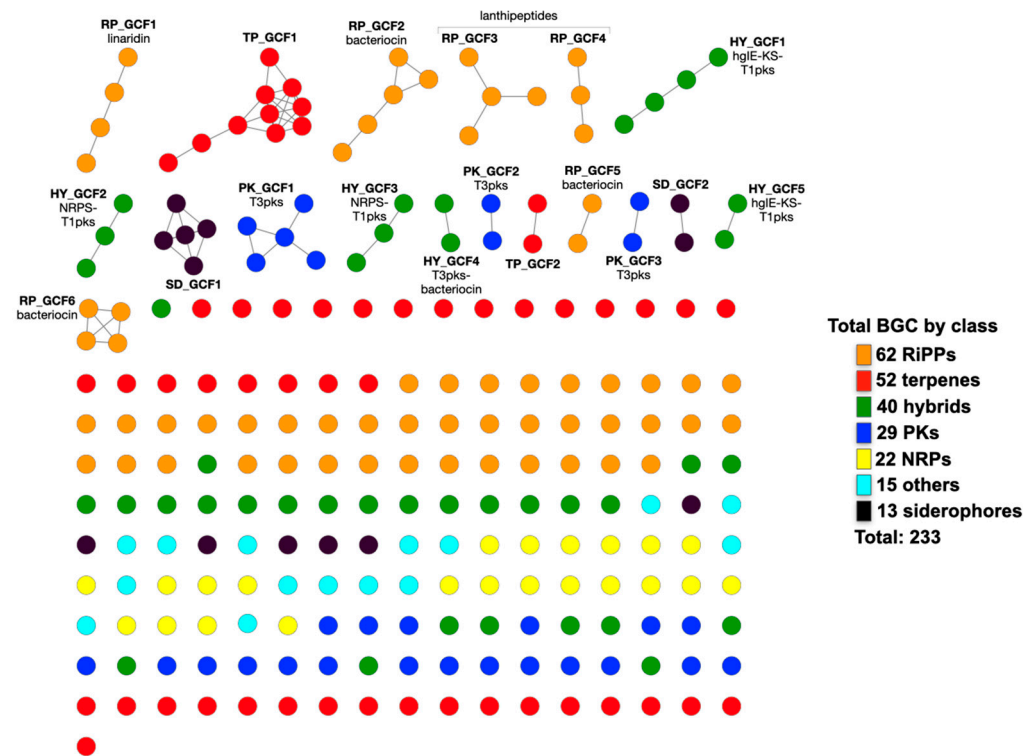 lanthipeptides
RP_GCF1
linaridin
TP_GCF1
RP_GCF2
bacteriocin
RP_GCF3
RP_GCF4
HY_GCF1
hglE-KS-
T1pks
HY_GCF2
NRPS-
T1pks
SD_GCF1
PK_GCF1
T3pks
HY_GCF3
NRPS-
T1pks
HY_GCF4
T3pks-
bacteriocin
PK_GCF2
T3pks
TP_GCF2
RP_GCF5
bacteriocin
PK_GCF3
T3pks
SD_GCF2
HY_GCF5
hglE-KS-
T1pks
RP_GCF6
bacteriocin
Total BGC by class
62 RiPPs
52 terpenes
40 hybrids
29 PKs
22 NRPs
15 others
13 siderophores
Total: 233